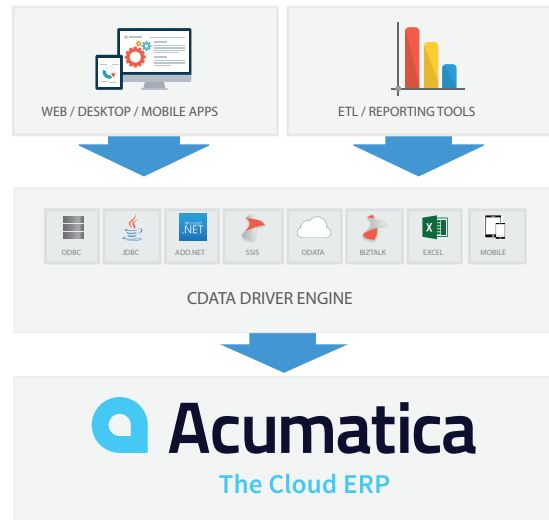 WEB / DESKTOP / MOBILE APPS
ETL / REPORTING TOOLS
Microsoft
.NET
ODBC
JDBC
ADO.NET
SSIS
ODATA
BIZTALK
EXCEL
MOBILE
CDATA DRIVER ENGINE
Acumatica
The Cloud ERP